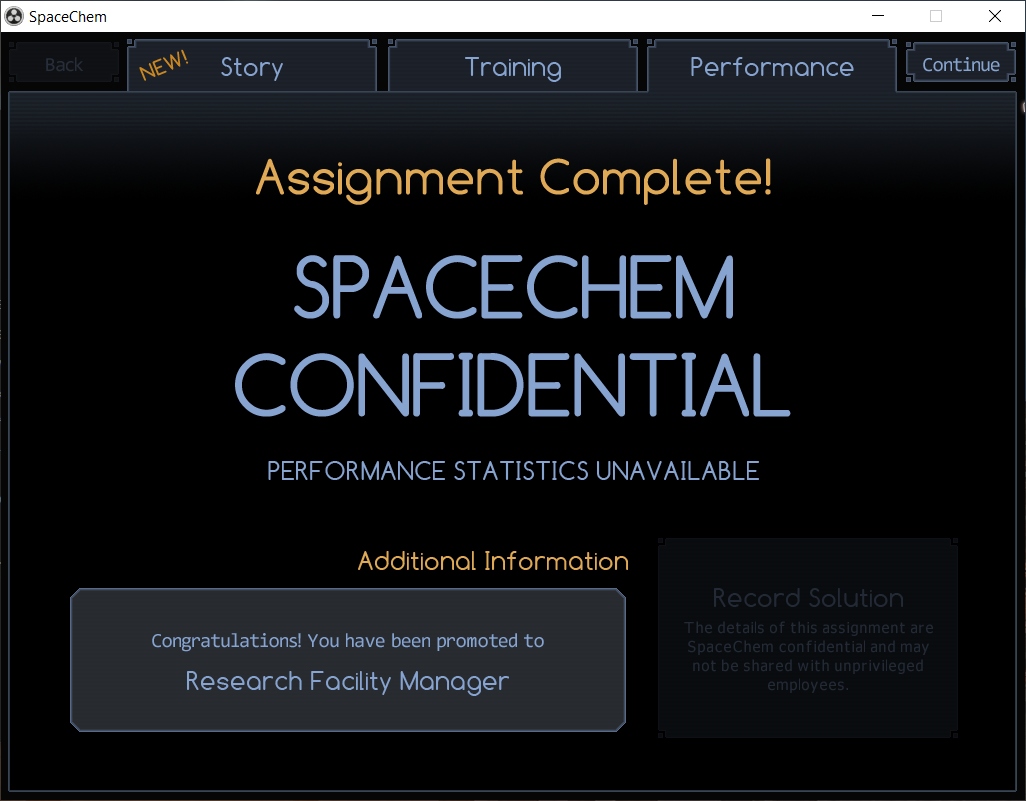 SpaceChem
Back
NEW!
Story
Training
Performance
Continue
Assignment Complete!
SPACECHEM
CONFIDENTIAL
PERFORMANCE STATISTICS UNAVAILABLE
Additional Information
Congratulations! You have been promoted to
Research Facility Manager
Record Solution
The details of this assignment are
SpaceChem confidential and may
not be shared with unprivileged
employees.